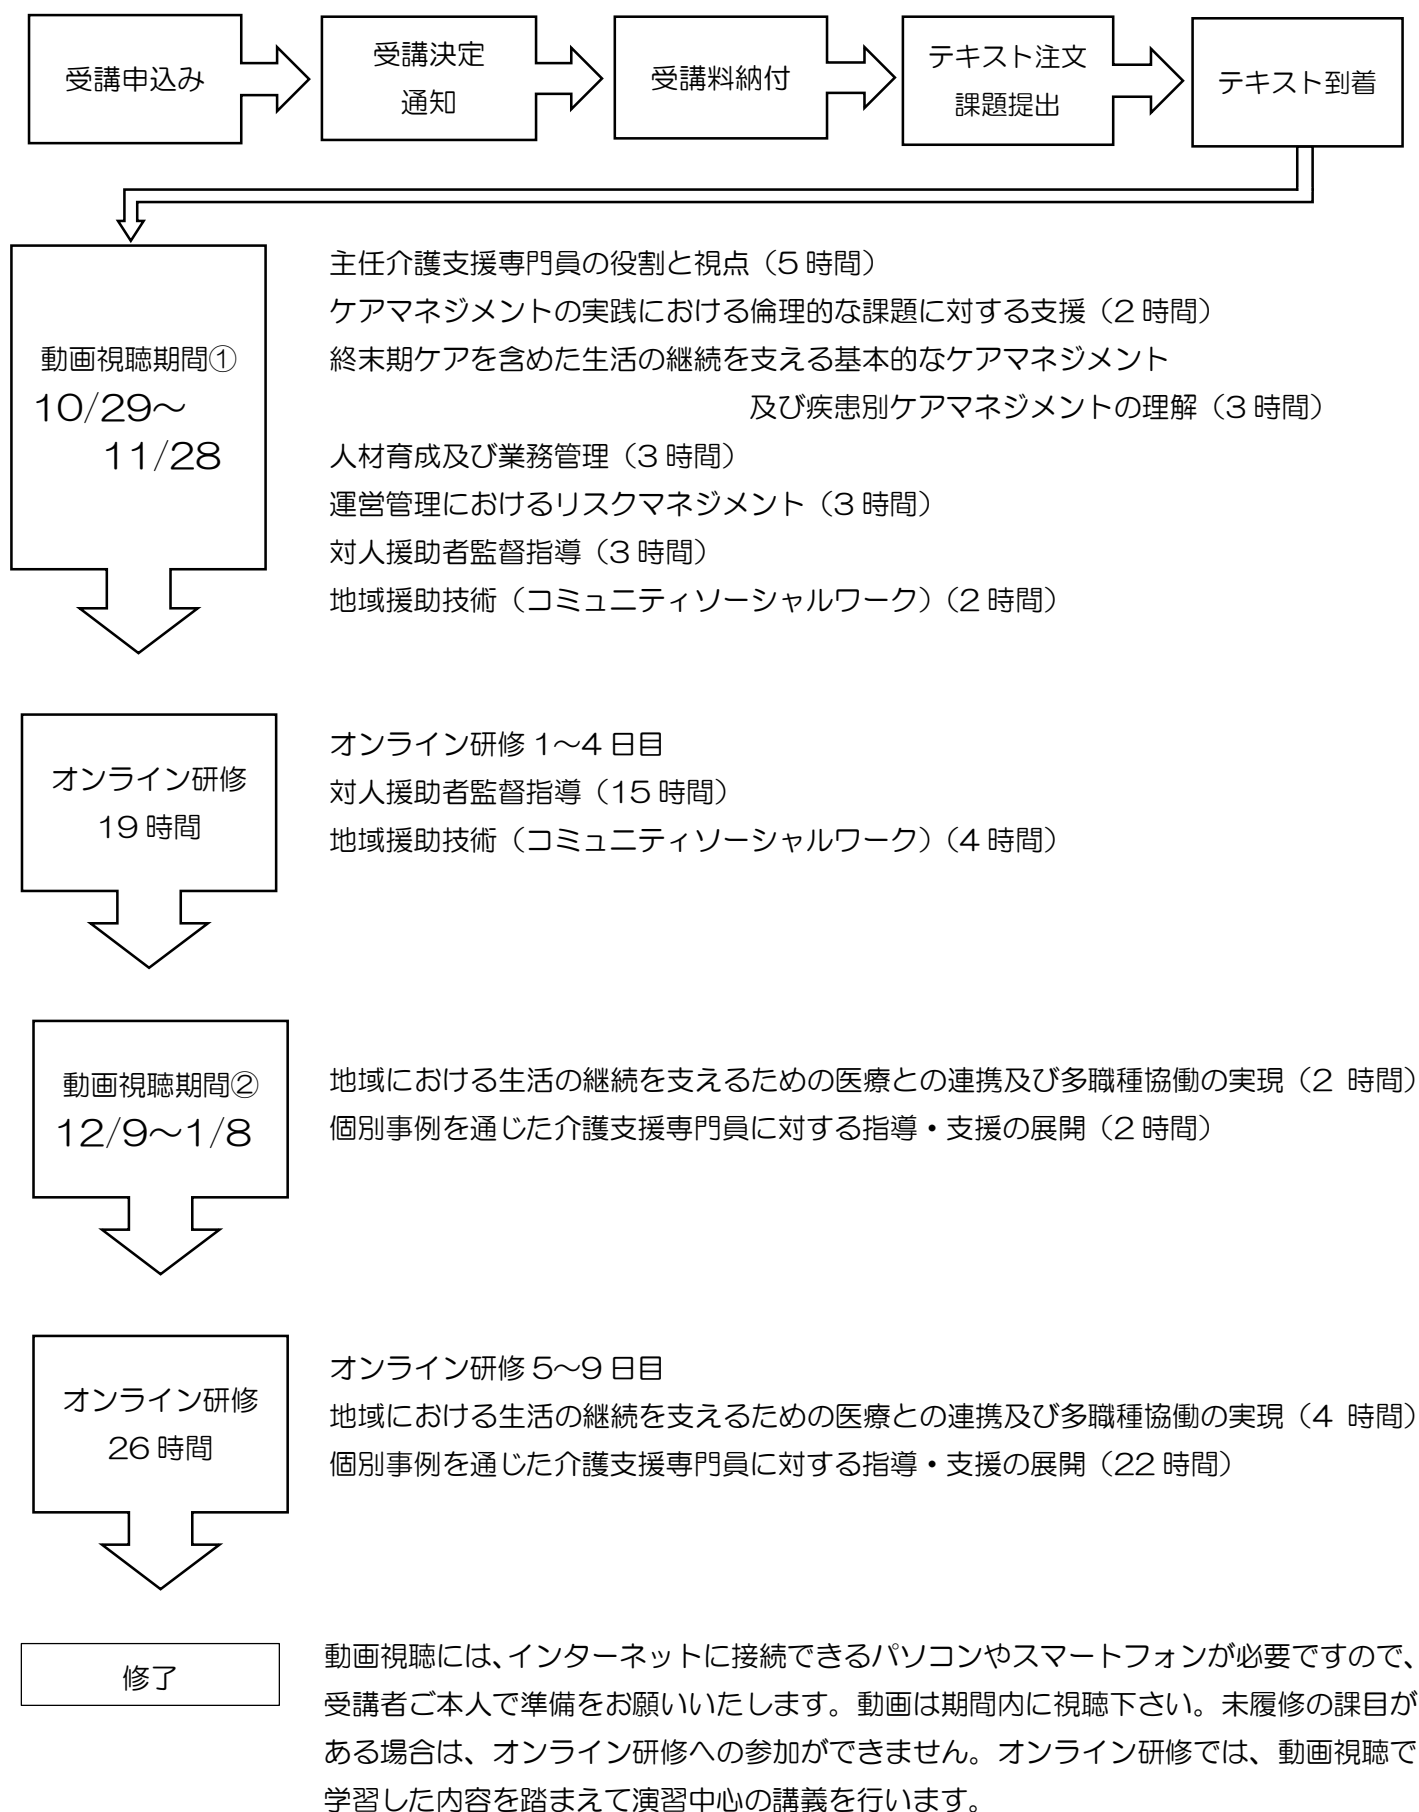 受講申込み
受講決定
通知
受講料納付
テキスト注文
課題提出
テキスト到着
動画視聴期間①
10/29～
11/28
主任介護支援専門員の役割と視点（5時間）
ケアマネジメントの実践における倫理的な課題に対する支援（2時間）
終末期ケアを含めた生活の継続を支える基本的なケアマネジメント
及び疾患別ケアマネジメントの理解（3時間）
人材育成及び業務管理（3時間）
運営管理におけるリスクマネジメント（3時間）
対人援助者監督指導（3時間）
地域援助技術（コミュニティソーシャルワーク）（2時間）
オンライン研修
19時間
オンライン研修1～4日目
対人援助者監督指導（15時間）
地域援助技術（コミュニティソーシャルワーク）（4時間）
動画視聴期間②
12/9～1/8
地域における生活の継続を支えるための医療との連携及び多職種協働の実現（2 時間）
個別事例を通じた介護支援専門員に対する指導・支援の展開（2時間）
オンライン研修
26時間
オンライン研修5～9日目
地域における生活の継続を支えるための医療との連携及び多職種協働の実現（4 時間）
個別事例を通じた介護支援専門員に対する指導・支援の展開（22時間）
修了
動画視聴には、インターネットに接続できるパソコンやスマートフォンが必要ですので、
受講者ご本人で準備をお願いいたします。動画は期間内に視聴下さい。未履修の課目が
ある場合は、オンライン研修への参加ができません。オンライン研修では、動画視聴で
学習した内容を踏まえて演習中心の講義を行います。